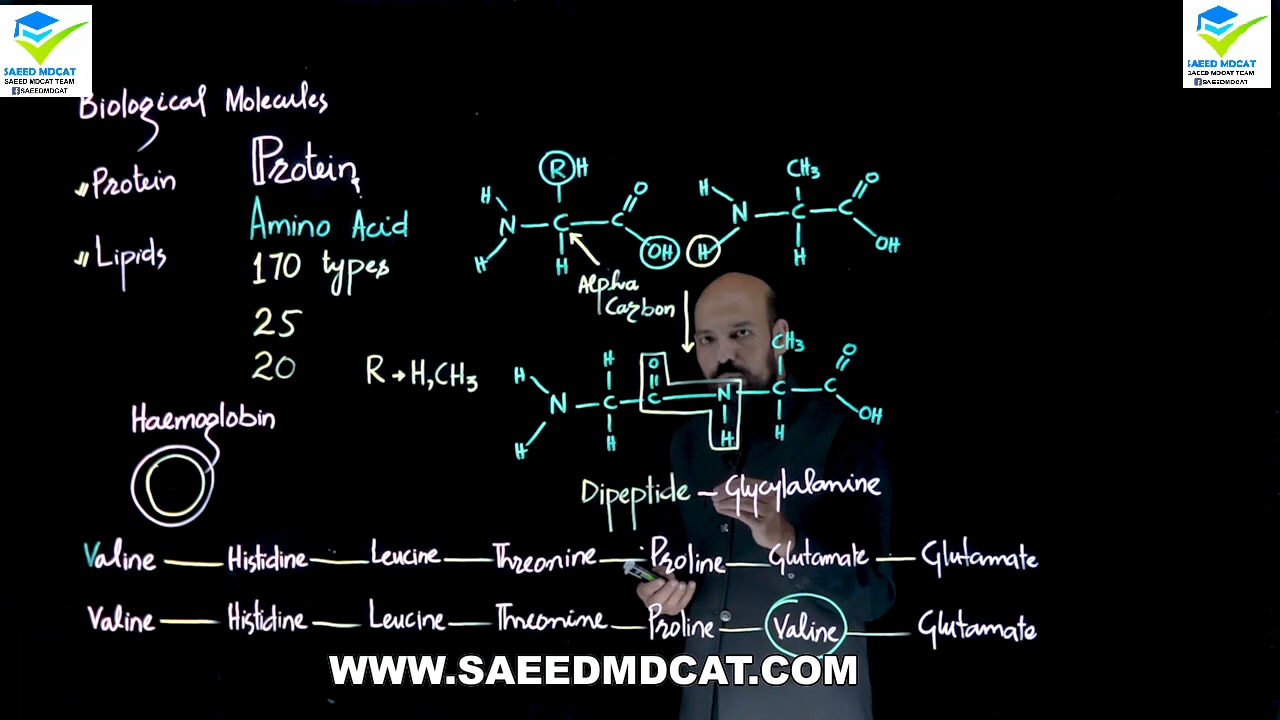 SAEED MDCAT
SAEED MDCAT TEAM
SAEEDMDCAT
SAEED MDCAT
SAEED MDCAT TEAM
SAEEDMDCAT
Biological Molecules
Protein
Lipids
Protein
Amino Acid
170 types
25
20
R → H, CH3
Haemoglobin
R H
H N C C O
H H OH
Alpha
Carbon
CH3
H N C C O
H H OH
H O CH3 O
H N C C N C C
H H H H OH
Dipeptide – Glycylalanine
Valine — Histidine — Leucine — Threonine — Proline — Glutamate — Glutamate
Valine — Histidine — Leucine — Threonine — Proline — Valine — Glutamate
WWW.SAEEDMDCAT.COM